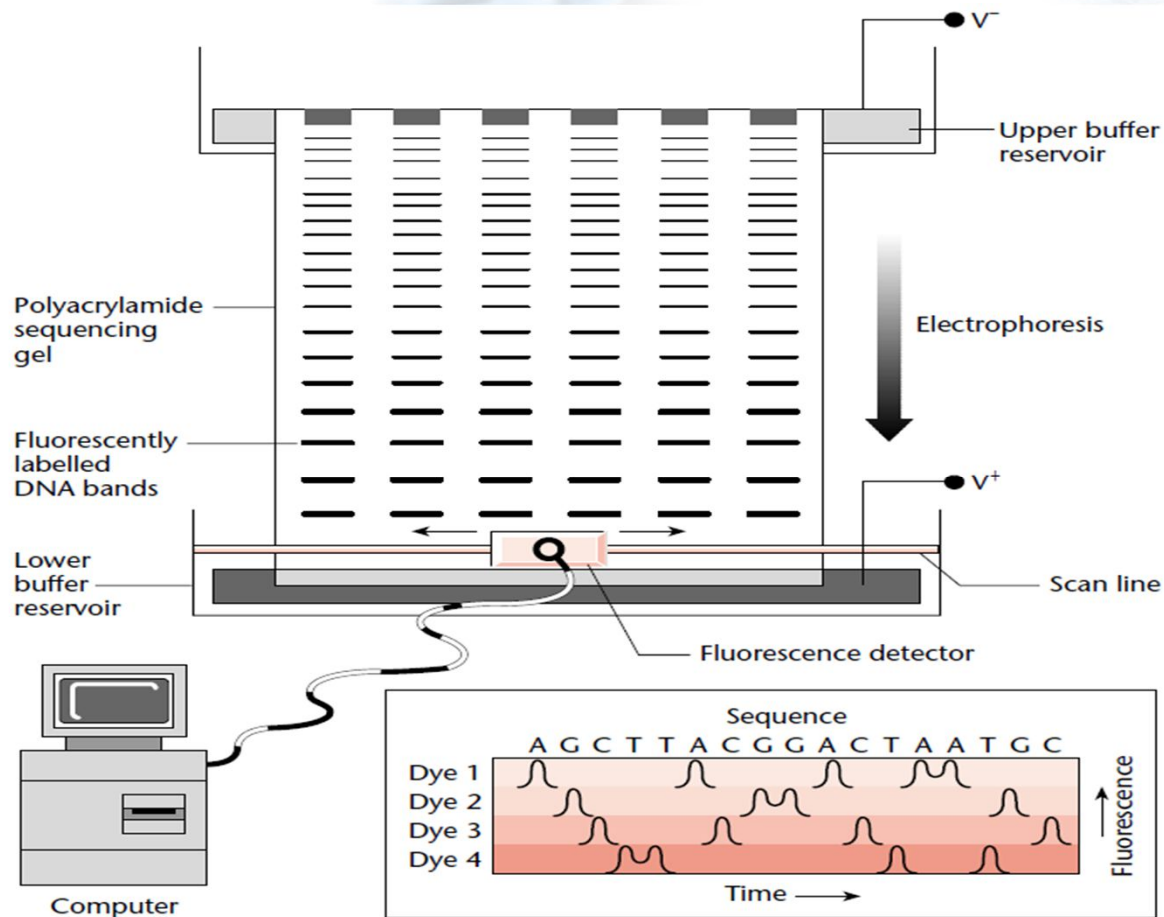 V−
Upper buffer
reservoir
Polyacrylamide
sequencing
gel
Electrophoresis
Fluorescently
labelled
DNA bands
V+
Lower
buffer
reservoir
Scan line
Fluorescence detector
Computer
Sequence
A G C T T A C G G A C T A A T G C
Dye 1
Dye 2
Dye 3
Dye 4
Fluorescence
Time